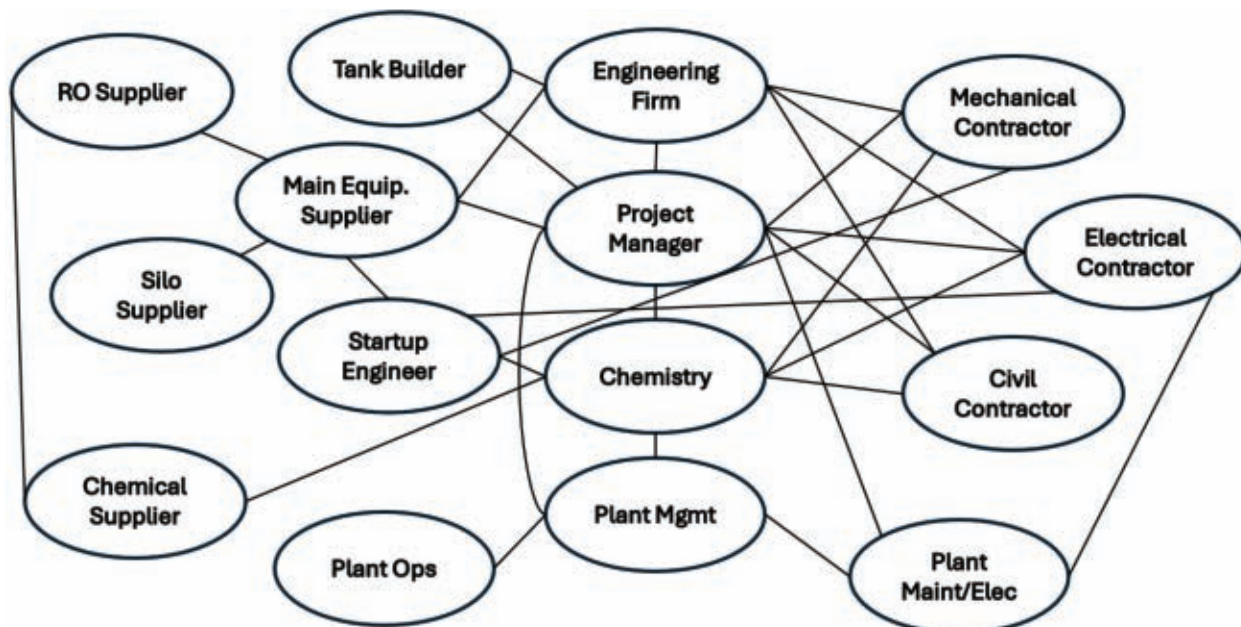 Tank Builder
Engineering
Firm
RO Supplier
Mechanical
Contractor
Main Equip.
Supplier
Project
Manager
Electrical
Contractor
Silo
Supplier
Startup
Engineer
Chemistry
Civil
Contractor
Chemical
Supplier
Plant Mgmt
Plant Ops
Plant
Maint/Elec